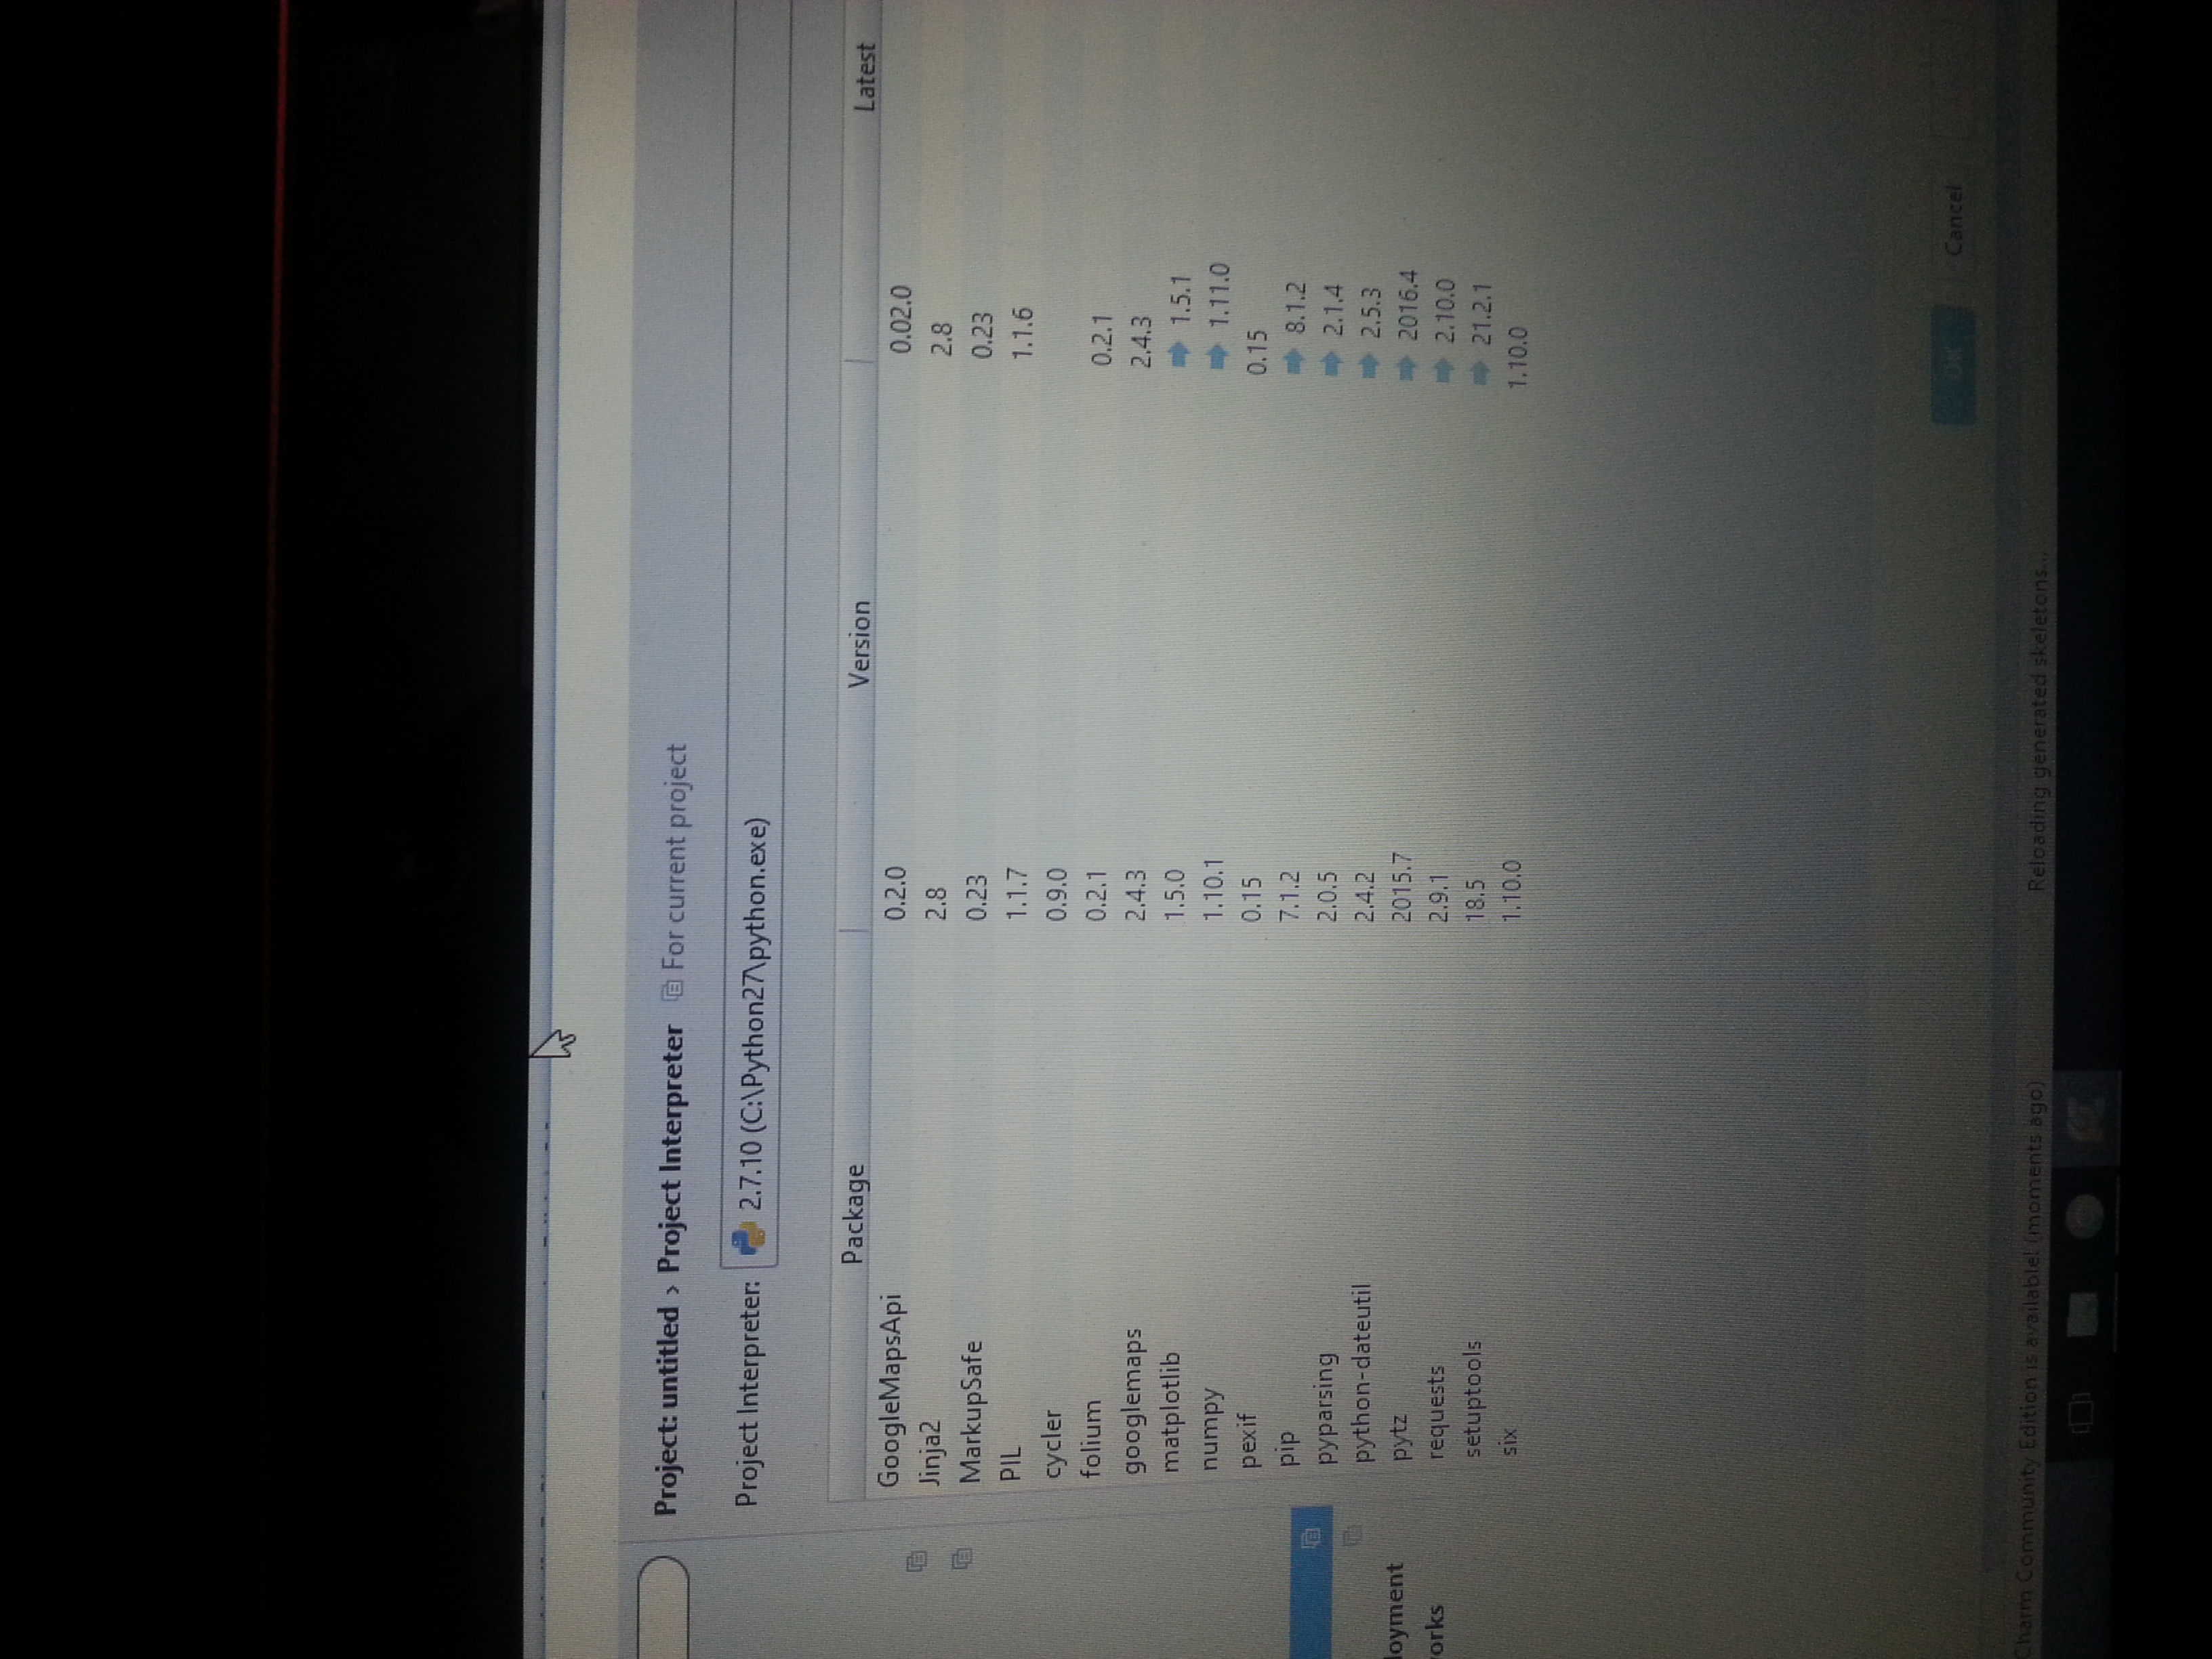 Project: untitled › Project Interpreter For current project
Project Interpreter: 2.7.10 (C:\Python27\python.exe)
Package Version Latest
GoogleMapsApi 0.2.0 0.02.0
Jinja2 2.8 2.8
MarkupSafe 0.23 0.23
PIL 1.1.7 1.1.6
cycler 0.9.0
folium 0.2.1 0.2.1
googlemaps 2.4.3 2.4.3
matplotlib 1.5.0 1.5.1
numpy 1.10.1 1.11.0
pexif 0.15 0.15
pip 7.1.2 8.1.2
pyparsing 2.0.5 2.1.4
python-dateutil 2.4.2 2.5.3
loyment
pytz 2015.7 2016.4
orks
requests 2.9.1 2.10.0
setuptools 18.5 21.2.1
six 1.10.0 1.10.0
OK Cancel
Charm Community Edition is available! (moments ago) Reloading generated skeletons...